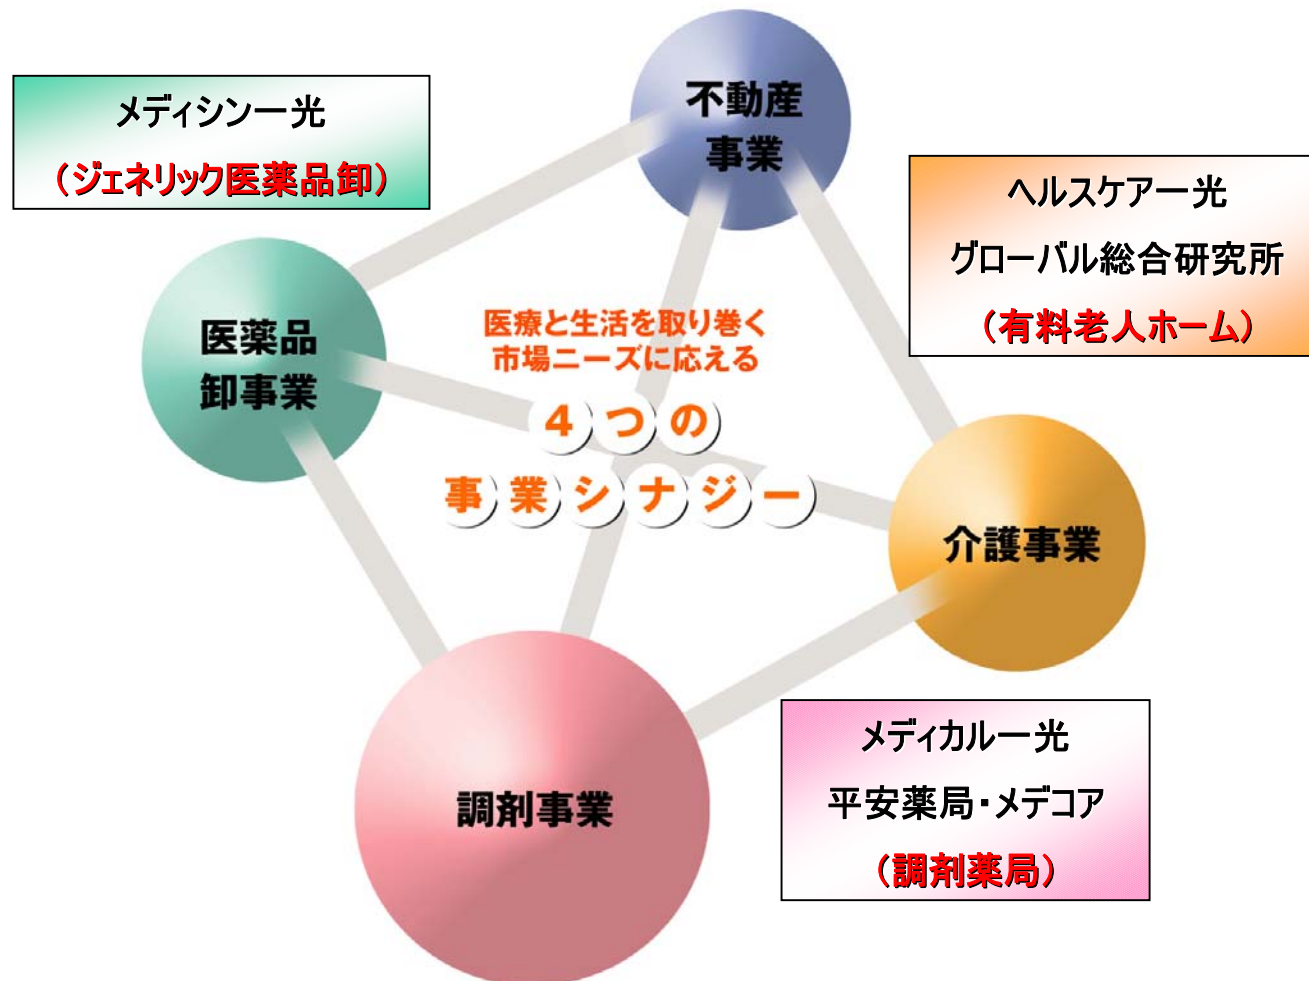 不動産
事業
メディシン一光
（ジェネリック医薬品卸）
ヘルスケア一光
グローバル総合研究所
（有料老人ホーム）
医薬品
卸事業
医療と生活を取り巻く
市場ニーズに応える
4つの
事業シナジー
介護事業
メディカル一光
平安薬局・メデコア
（調剤薬局）
調剤事業